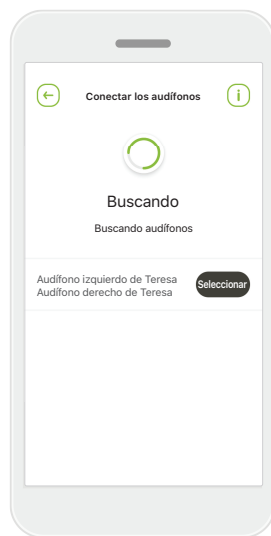 Conectar los audífonos
i
Buscando
Buscando audífonos
Audífono izquierdo de Teresa
Audífono derecho de Teresa
Seleccionar